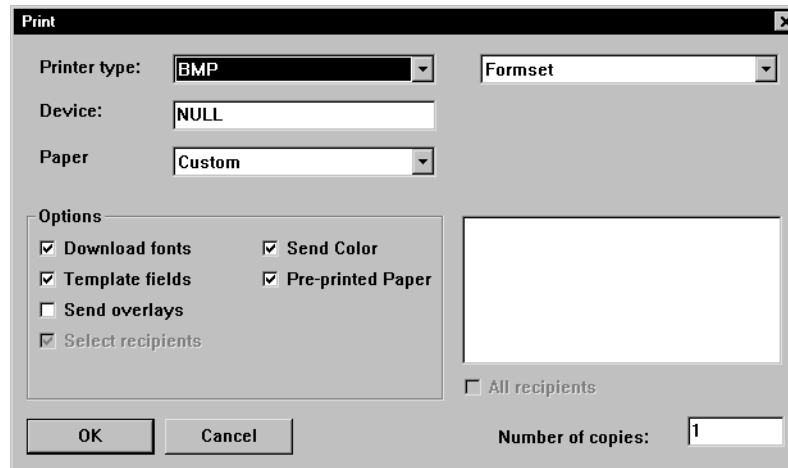 Print
Printer type: BMP Formset
Device: NULL
Paper Custom
Options
Download fonts Send Color
Template fields Pre-printed Paper
Send overlays
Select recipients
All recipients
OK Cancel Number of copies: 1